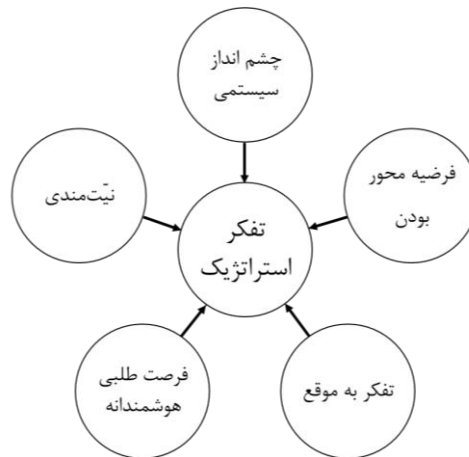 چشم انداز
سیستمی
فرضیه محور
بودن
نیّت‌مندی
تفکر
استراتژیک
فرصت طلبی
هوشمندانه
تفکر به موقع